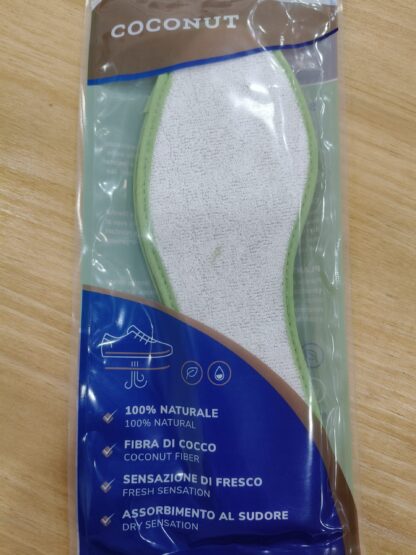 COCONUT
100% NATURALE
100% NATURAL
FIBRA DI COCCO
COCONUT FIBER
SENSAZIONE DI FRESCO
FRESH SENSATION
ASSORBIMENTO AL SUDORE
DRY SENSATION